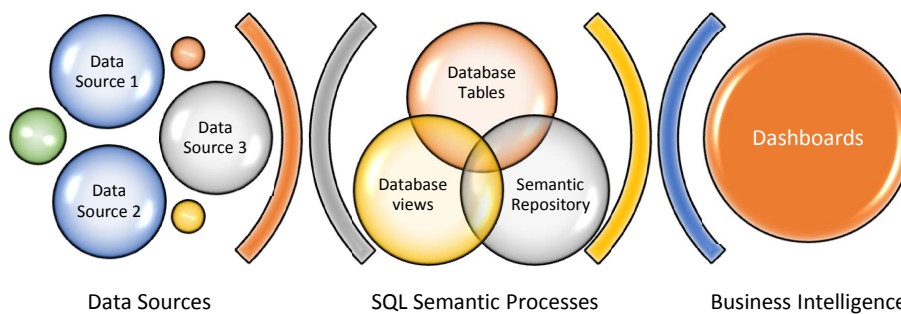 Data
Source 1
Data
Source 3
Data
Source 2
Database
Tables
Database
views
Semantic
Repository
Dashboards
Data Sources
SQL Semantic Processes
Business Intelligence